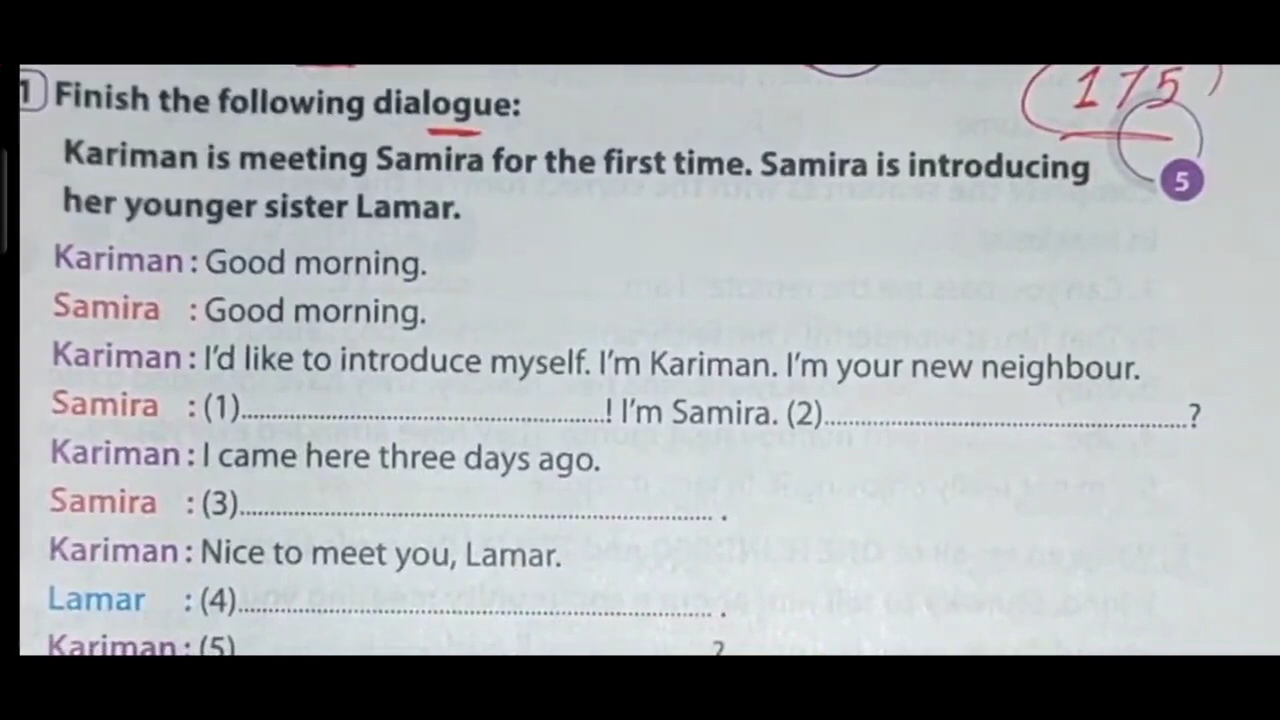 (175)
1 Finish the following dialogue:
5
Kariman is meeting Samira for the first time. Samira is introducing
her younger sister Lamar.
Kariman : Good morning.
Samira : Good morning.
Kariman : I'd like to introduce myself. I'm Kariman. I'm your new neighbour.
Samira : (1)..............................! I'm Samira. (2)..............................?
Kariman : I came here three days ago.
Samira : (3)........................................ .
Kariman : Nice to meet you, Lamar.
Lamar : (4)........................................ .
Kariman : (5)........................................?